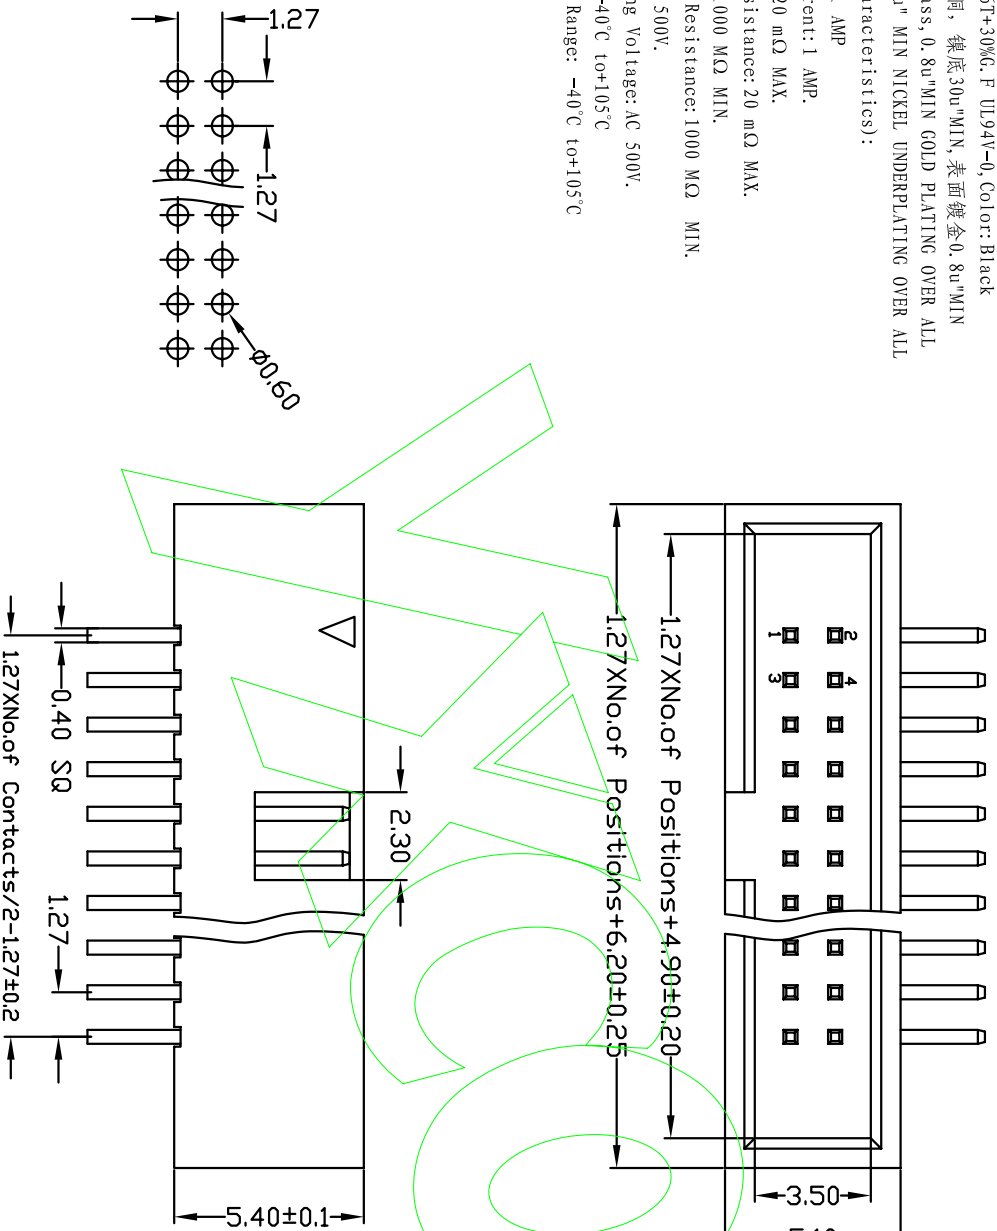 6T+30%G.F UL94V-0,Color:Black
铜, 镍底30u"MIN,表面镀金0.8u"MIN
ass,0.8u"MIN GOLD PLATING OVER ALL
u" MIN NICKEL UNDERPLATING OVER ALL
aracteristics):
AMP
rent:1 AMP.
20 mΩ MAX.
sistance:20 mΩ MAX.
000 MΩ MIN.
Resistance:1000 MΩ MIN.
500V.
ng Voltage:AC 500V.
-40℃ to+105℃
Range: -40℃ to+105℃
1.27
1.27
Ø0.60
1.27XNo.of Positions+6.20±0.25
1.27XNo.of Positions+4.90±0.20
1
2
3
4
2.30
0.40 SQ
1.27
1.27XNo.of Contacts/2-1.27±0.2
5.40±0.1
3.50